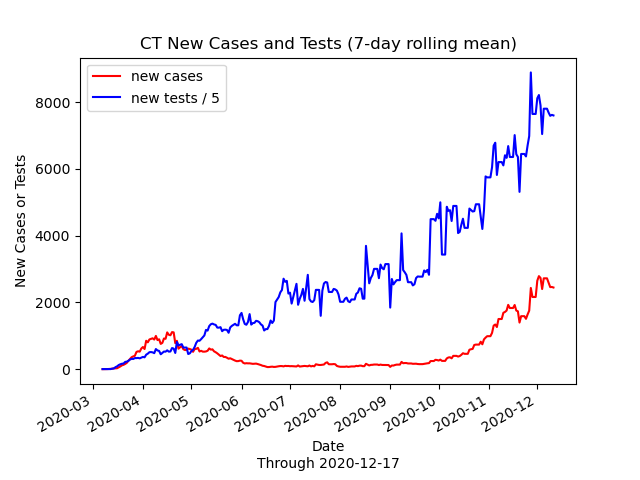 CT New Cases and Tests (7-day rolling mean)
new cases
new tests / 5
New Cases or Tests
8000
6000
4000
2000
0
2020-03
2020-04
2020-05
2020-06
2020-07
2020-08
2020-09
2020-10
2020-11
2020-12
Date
Through 2020-12-17